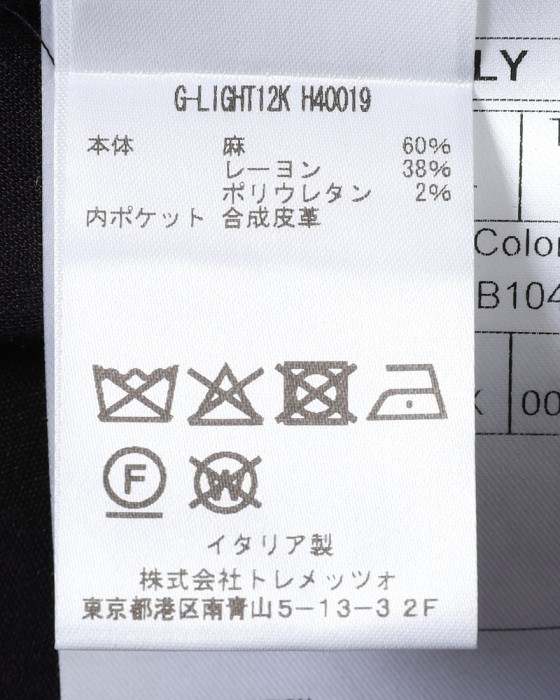 LY
G-LIGHT12K H40019
本体 麻 60%
レーヨン 38%
ポリウレタン 2%
内ポケット 合成皮革
Color
B104
00
F
W
イタリア製
株式会社トレメッツォ
東京都港区南青山5-13-3 2F